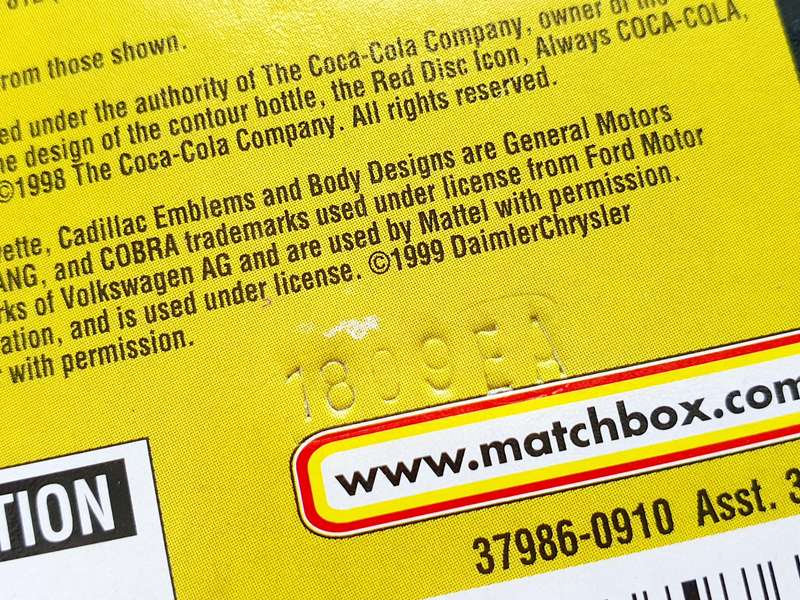 from those shown.
ed under the authority of The Coca-Cola Company, owner of
e design of the contour bottle, the Red Disc Icon, Always COCA-COLA,
©1998 The Coca-Cola Company. All rights reserved.
ette, Cadillac Emblems and Body Designs are General Motors
ANG, and COBRA trademarks used under license from Ford Motor
rks of Volkswagen AG and are used by Mattel with permission.
ation, and is used under license. ©1999 DaimlerChrysler
with permission.
1809EA
www.matchbox.com
TION
37986-0910 Asst. 3